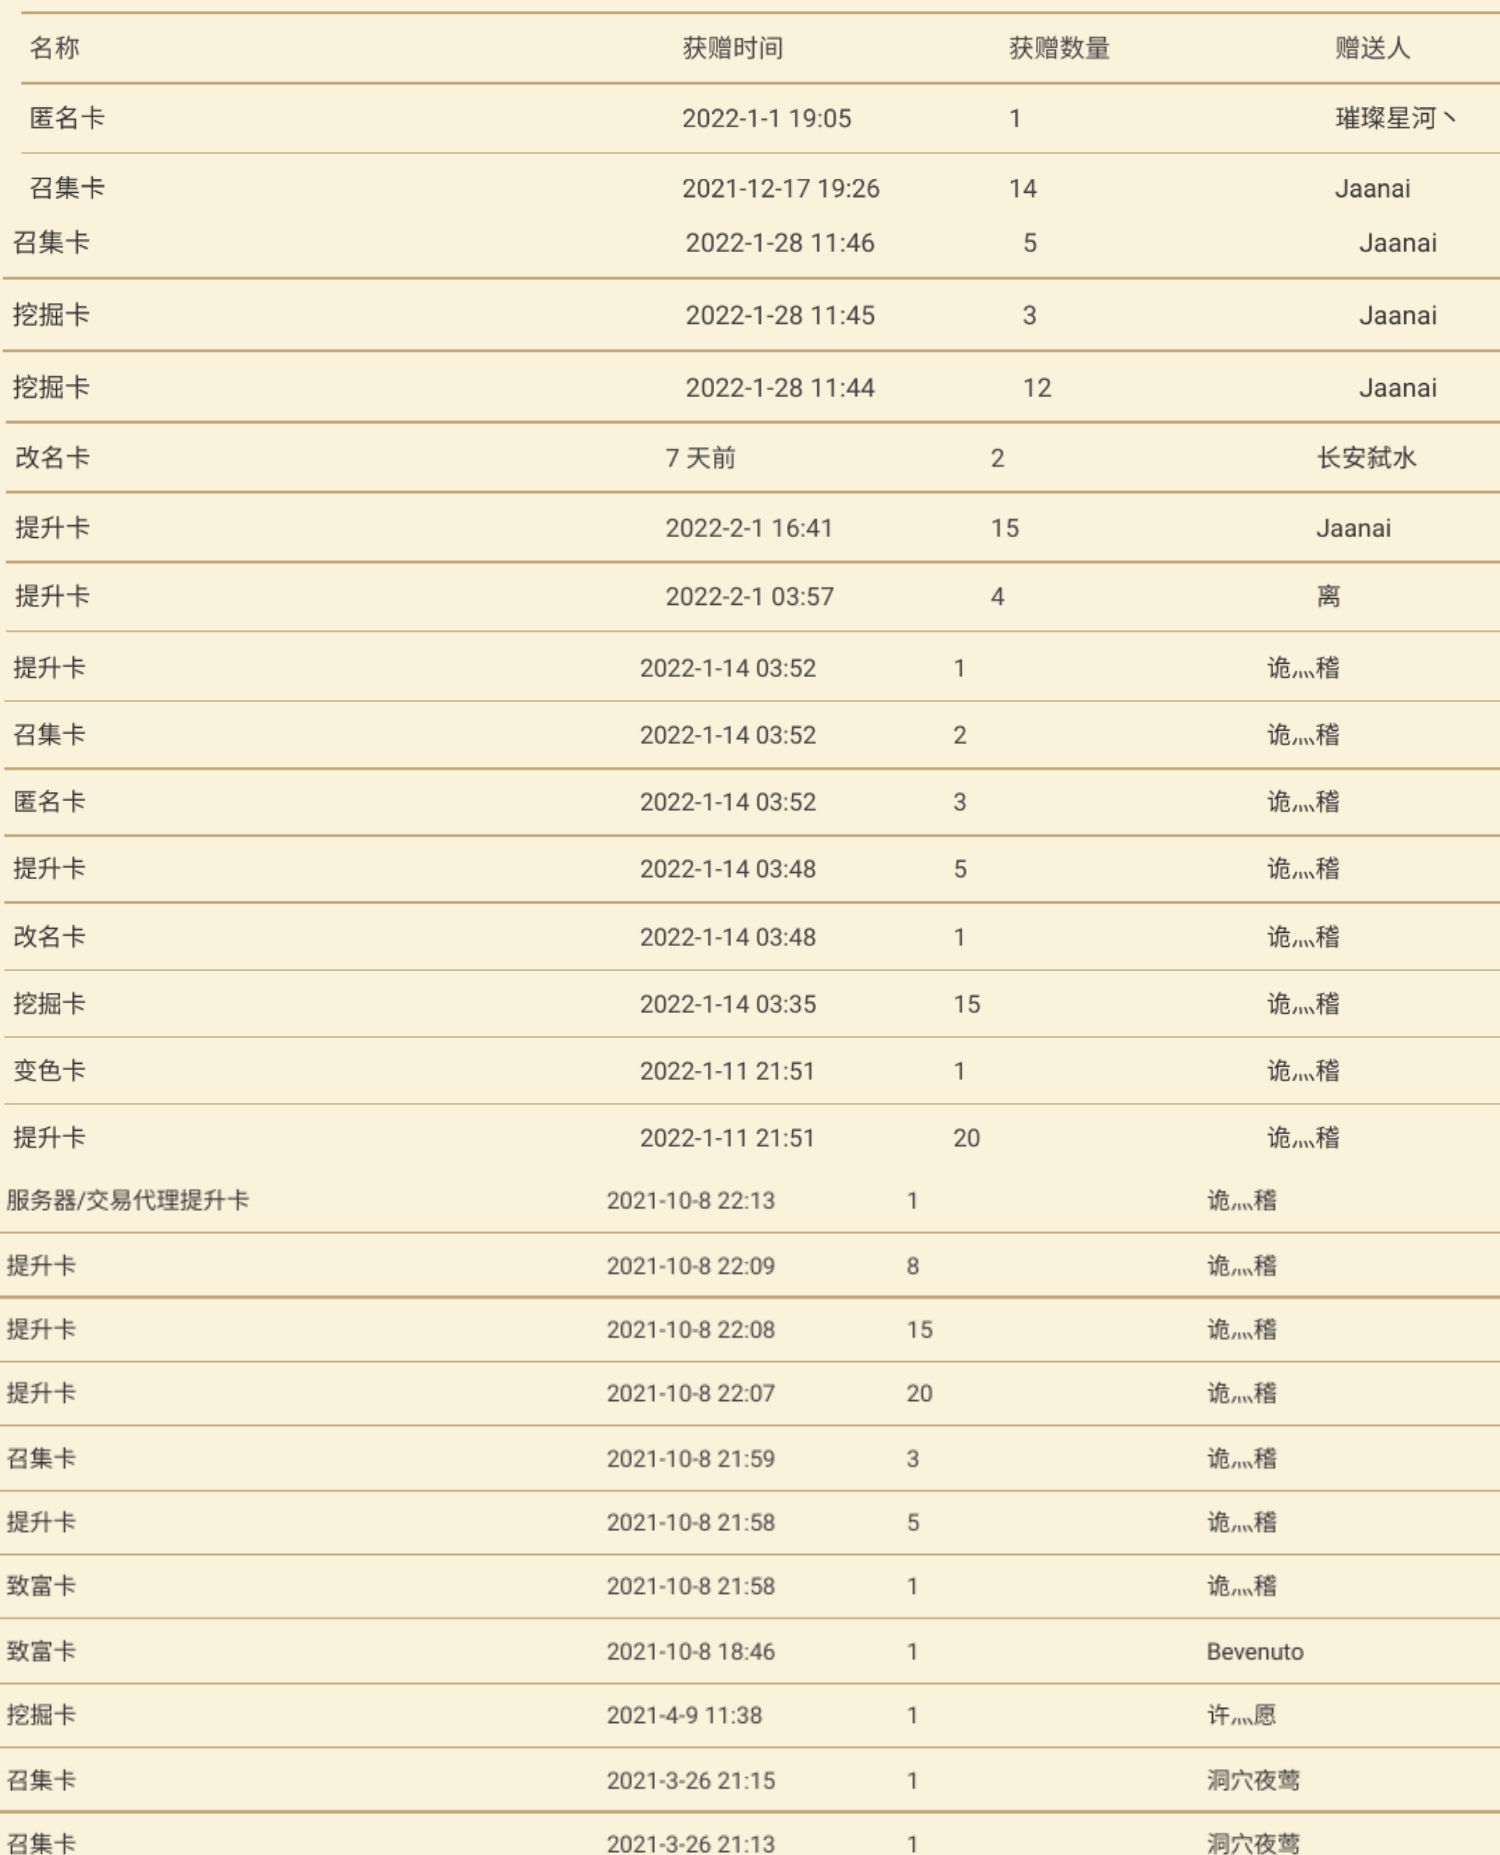 名称 获赠时间 获赠数量 赠送人
匿名卡 2022-1-1 19:05 1 璀璨星河丶
召集卡 2021-12-17 19:26 14 Jaanai
召集卡 2022-1-28 11:46 5 Jaanai
挖掘卡 2022-1-28 11:45 3 Jaanai
挖掘卡 2022-1-28 11:44 12 Jaanai
改名卡 7 天前 2 长安弑水
提升卡 2022-2-1 16:41 15 Jaanai
提升卡 2022-2-1 03:57 4 离
提升卡 2022-1-14 03:52 1 诡灬稽
召集卡 2022-1-14 03:52 2 诡灬稽
匿名卡 2022-1-14 03:52 3 诡灬稽
提升卡 2022-1-14 03:48 5 诡灬稽
改名卡 2022-1-14 03:48 1 诡灬稽
挖掘卡 2022-1-14 03:35 15 诡灬稽
变色卡 2022-1-11 21:51 1 诡灬稽
提升卡 2022-1-11 21:51 20 诡灬稽
服务器/交易代理提升卡 2021-10-8 22:13 1 诡灬稽
提升卡 2021-10-8 22:09 8 诡灬稽
提升卡 2021-10-8 22:08 15 诡灬稽
提升卡 2021-10-8 22:07 20 诡灬稽
召集卡 2021-10-8 21:59 3 诡灬稽
提升卡 2021-10-8 21:58 5 诡灬稽
致富卡 2021-10-8 21:58 1 诡灬稽
致富卡 2021-10-8 18:46 1 Bevenuto
挖掘卡 2021-4-9 11:38 1 许灬愿
召集卡 2021-3-26 21:15 1 洞穴夜莺
召集卡 2021-3-26 21:13 1 洞穴夜莺